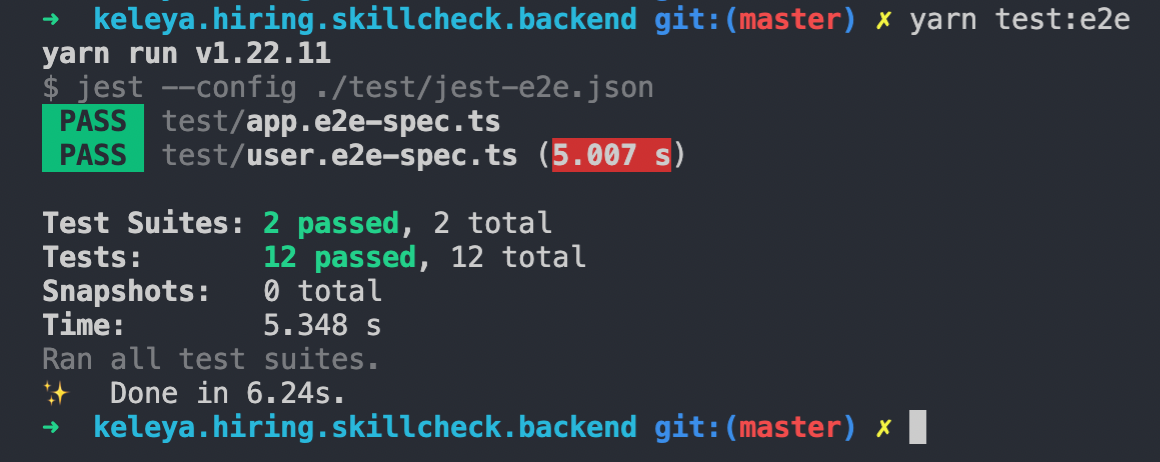 ➜  keleya.hiring.skillcheck.backend git:(master) ✗ yarn test:e2e
yarn run v1.22.11
$ jest --config ./test/jest-e2e.json
PASS  test/app.e2e-spec.ts
PASS  test/user.e2e-spec.ts (5.007 s)
Test Suites: 2 passed, 2 total
Tests:       12 passed, 12 total
Snapshots:   0 total
Time:        5.348 s
Ran all test suites.
✨  Done in 6.24s.
➜  keleya.hiring.skillcheck.backend git:(master) ✗